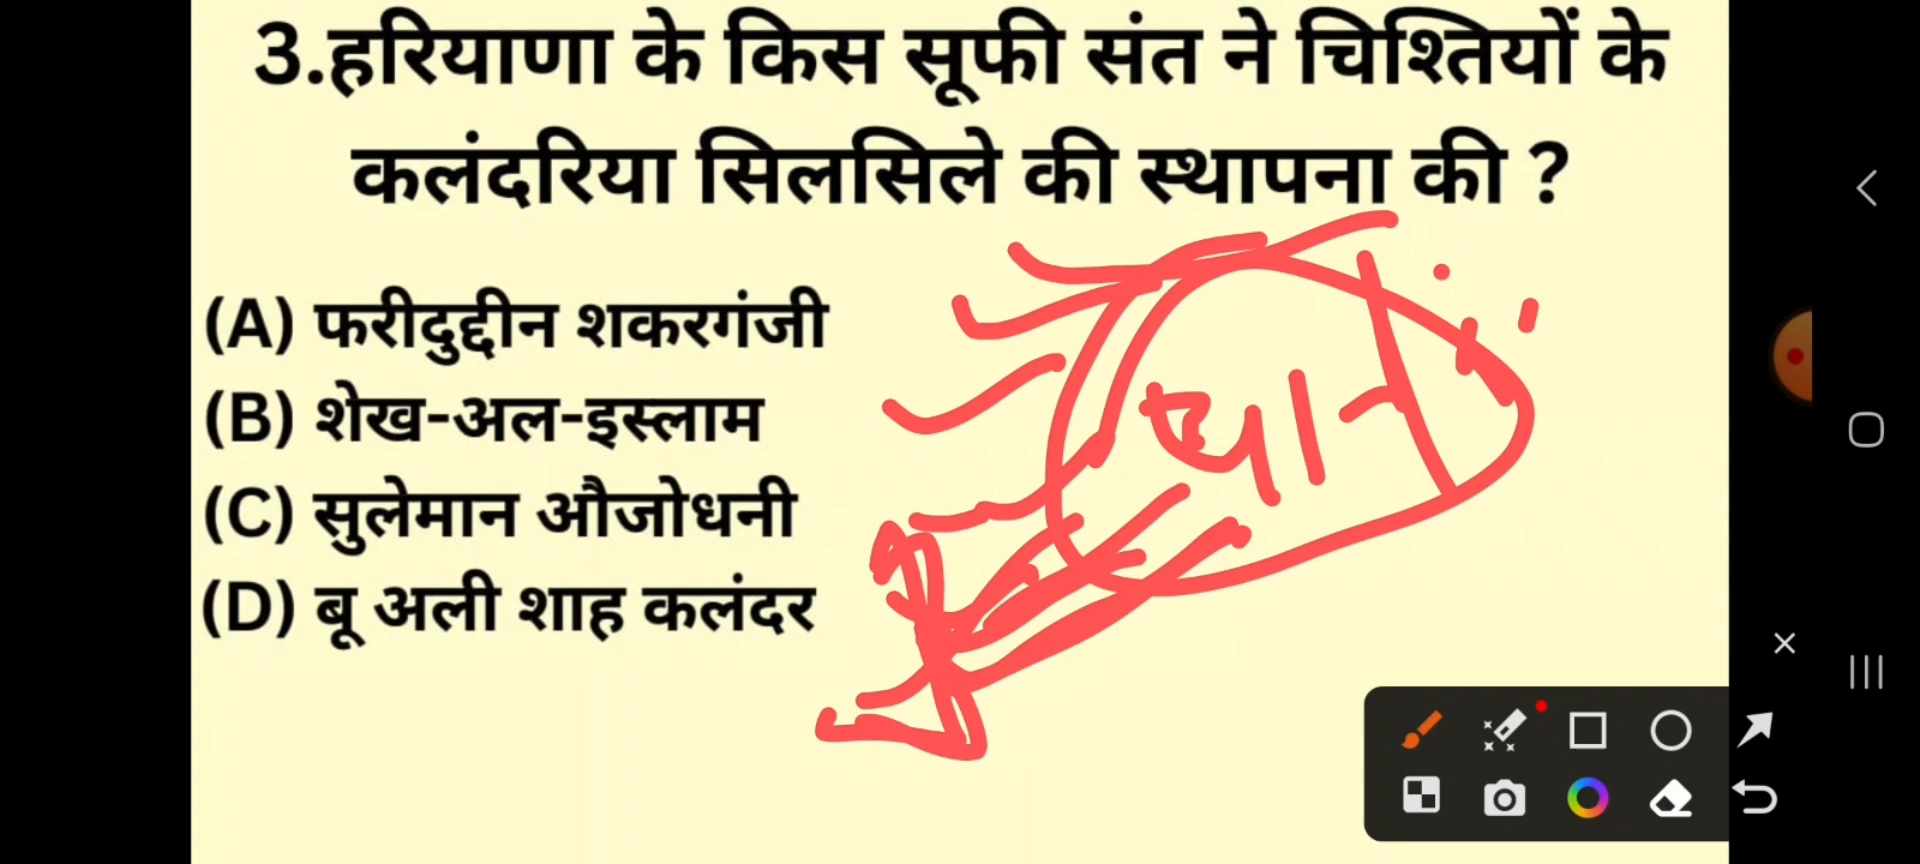 3.हरियाणा के किस सूफी संत ने चिश्तियों के
कलंदरिया सिलसिले की स्थापना की ?
(A) फरीदुद्दीन शकरगंजी
(B) शेख-अल-इस्लाम
(C) सुलेमान औजोधनी
(D) बू अली शाह कलंदर